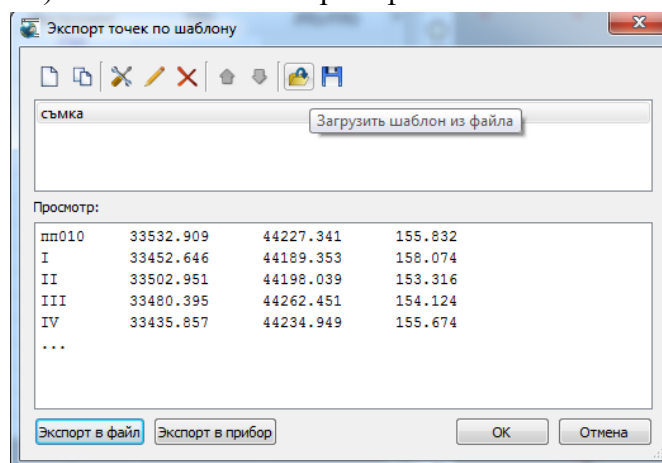 Экспорт точек по шаблону
съмка
Загрузить шаблон из файла
Просмотр:
пп010 33532.909 44227.341 155.832
I 33452.646 44189.353 158.074
II 33502.951 44198.039 153.316
III 33480.395 44262.451 154.124
IV 33435.857 44234.949 155.674
...
Экспорт в файл Экспорт в прибор OK Отмена